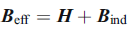 B_eff = H + B_ind